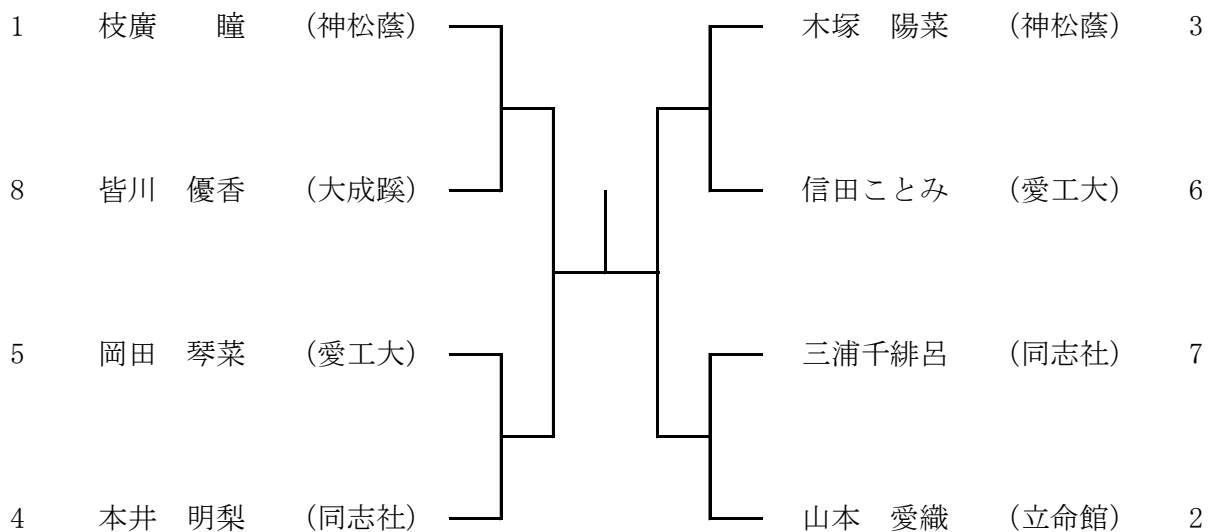 1 枝廣　瞳 （神松蔭） 木塚　陽菜 （神松蔭） 3
8 皆川　優香 （大成蹊） 信田ことみ （愛工大） 6
5 岡田　琴菜 （愛工大） 三浦千緋呂 （同志社） 7
4 本井　明梨 （同志社） 山本　愛織 （立命館） 2